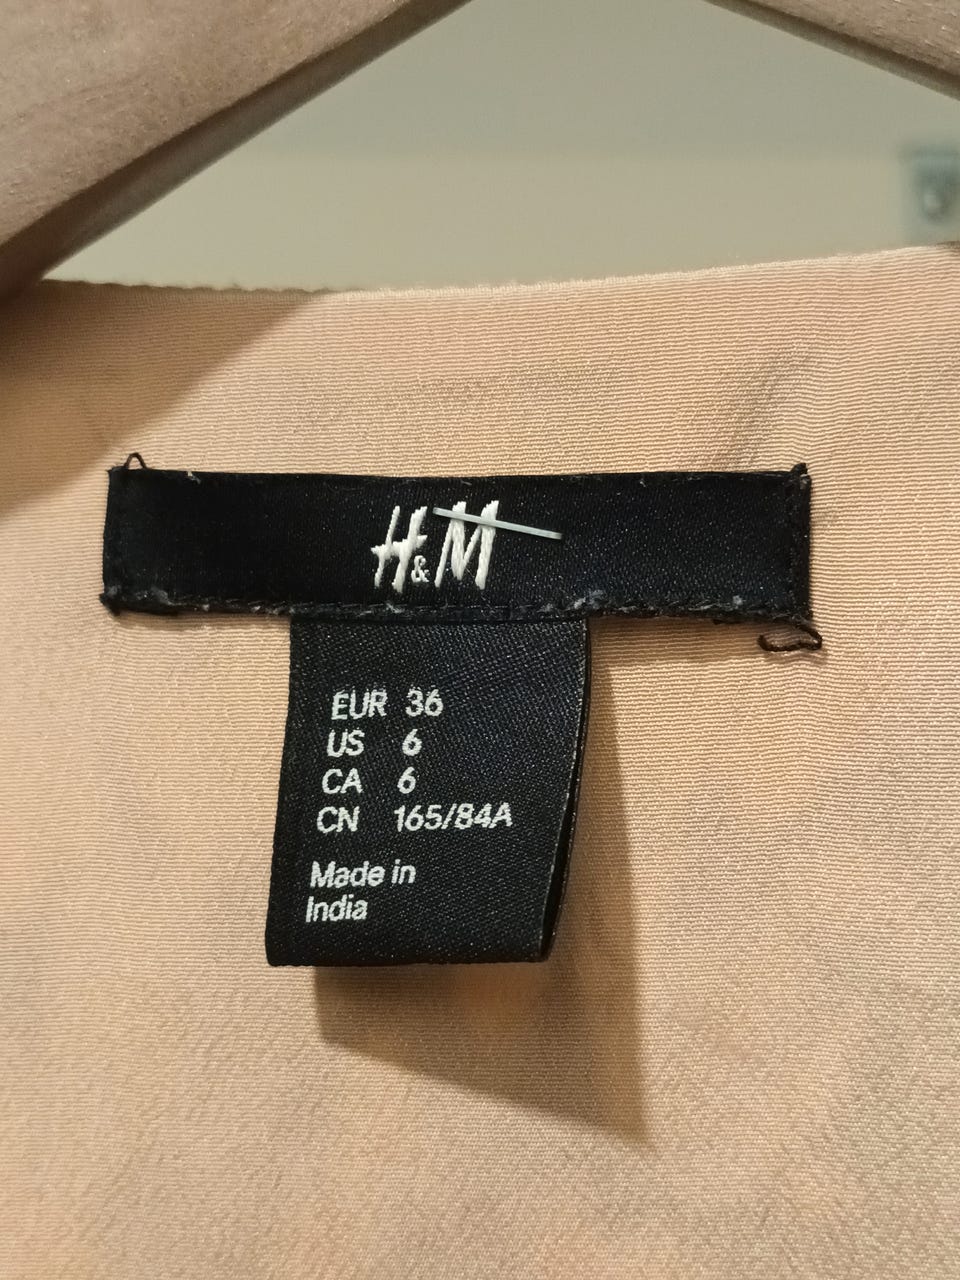 H&M
EUR 36
US 6
CA 6
CN 165/84A
Made in
India